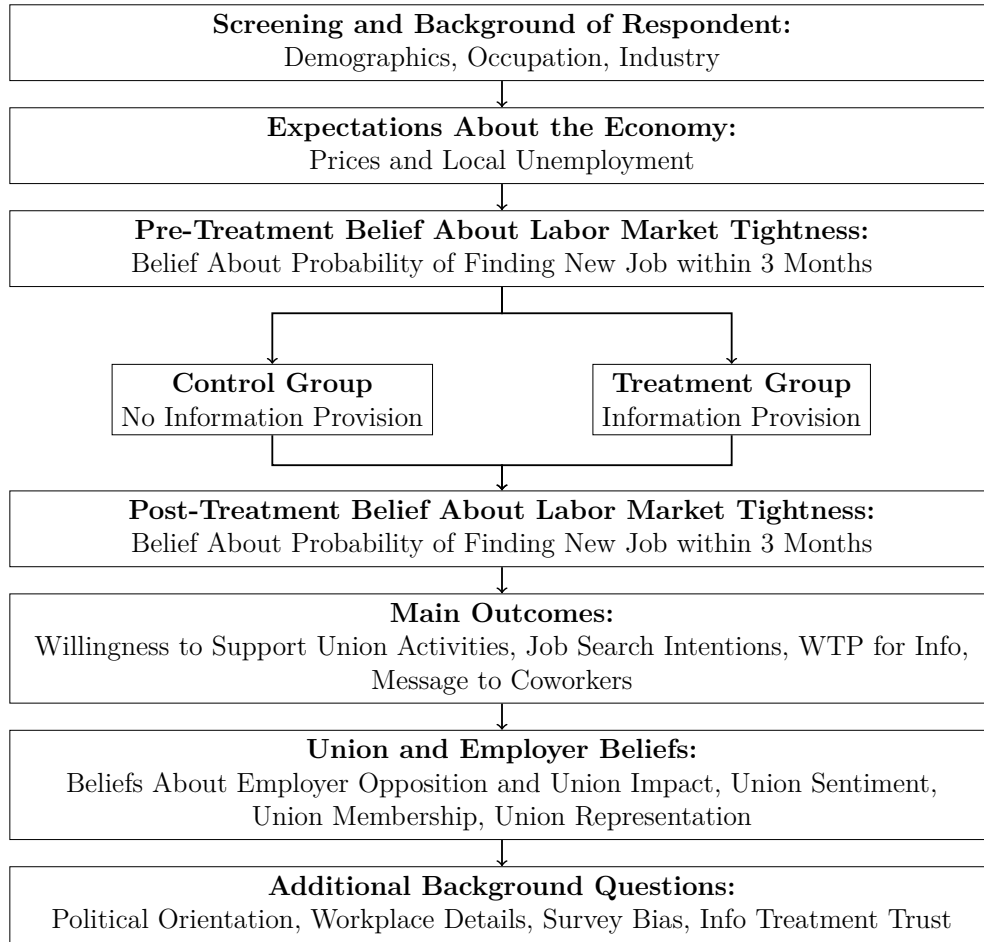 Screening and Background of Respondent:
Demographics, Occupation, Industry
Expectations About the Economy:
Prices and Local Unemployment
Pre-Treatment Belief About Labor Market Tightness:
Belief About Probability of Finding New Job within 3 Months
Control Group
No Information Provision
Treatment Group
Information Provision
Post-Treatment Belief About Labor Market Tightness:
Belief About Probability of Finding New Job within 3 Months
Main Outcomes:
Willingness to Support Union Activities, Job Search Intentions, WTP for Info,
Message to Coworkers
Union and Employer Beliefs:
Beliefs About Employer Opposition and Union Impact, Union Sentiment,
Union Membership, Union Representation
Additional Background Questions:
Political Orientation, Workplace Details, Survey Bias, Info Treatment Trust